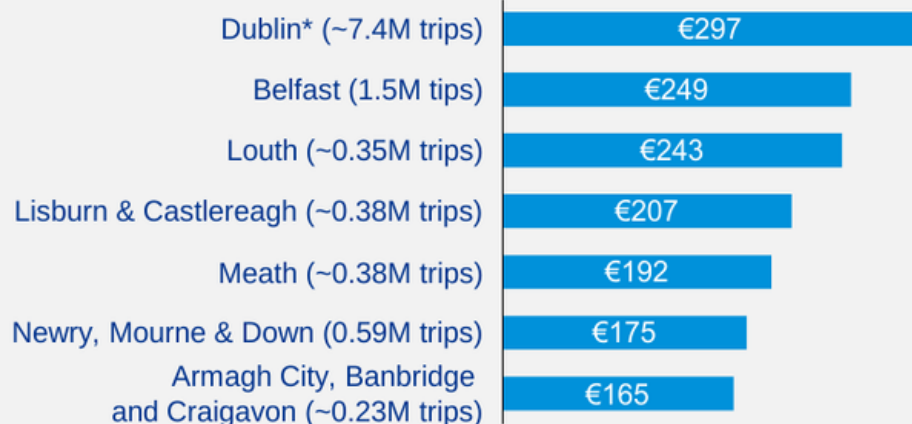 Dublin* (~7.4M trips) €297
Belfast (1.5M tips) €249
Louth (~0.35M trips) €243
Lisburn & Castlereagh (~0.38M trips) €207
Meath (~0.38M trips) €192
Newry, Mourne & Down (0.59M trips) €175
Armagh City, Banbridge
and Craigavon (~0.23M trips) €165